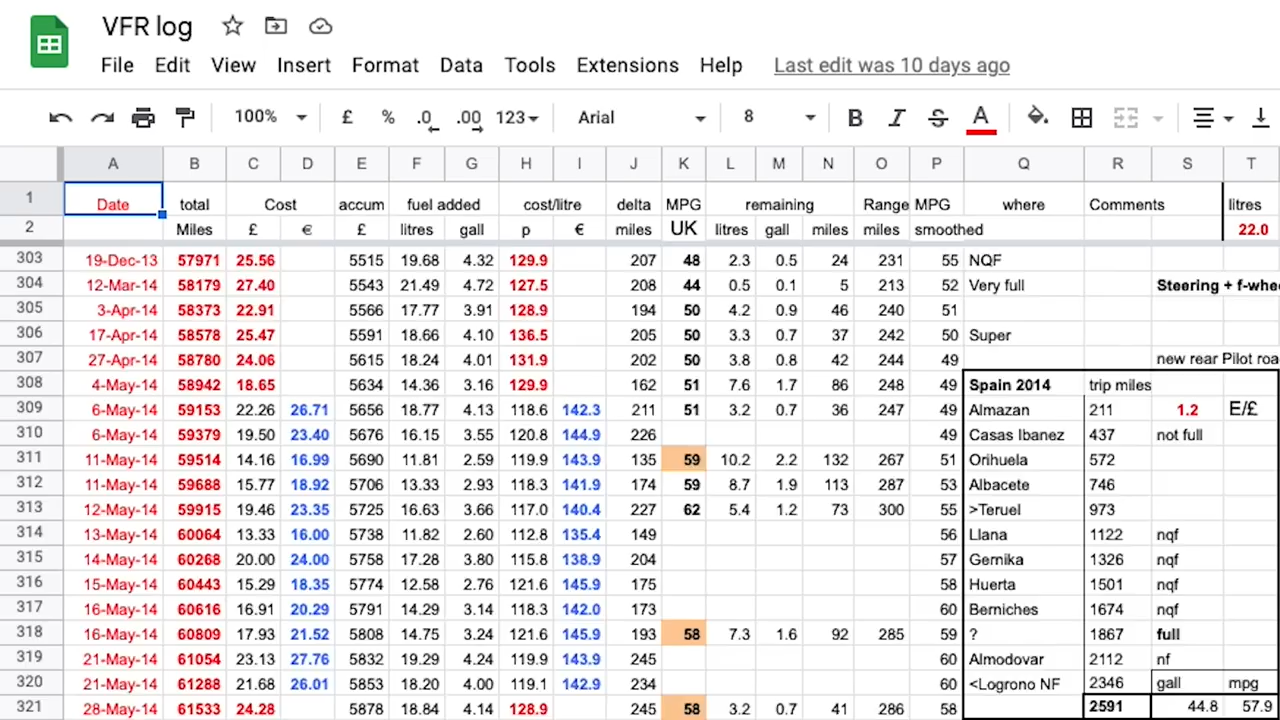 VFR log
File Edit View Insert Format Data Tools Extensions Help Last edit was 10 days ago
100% £ % .0 .00 123 Arial 8 B I S A
A B C D E F G H I J K L M N O P Q R S T
1 Date total Cost accum fuel added cost/litre delta MPG remaining Range MPG where Comments litres
2 Miles £ € £ litres gall p € miles UK litres gall miles miles smoothed 22.0
303 19-Dec-13 57971 25.56 5515 19.68 4.32 129.9 207 48 2.3 0.5 24 231 55 NQF
304 12-Mar-14 58179 27.40 5543 21.49 4.72 127.5 208 44 0.5 0.1 5 213 52 Very full Steering + f-whe
305 3-Apr-14 58373 22.91 5566 17.77 3.91 128.9 194 50 4.2 0.9 46 240 51
306 17-Apr-14 58578 25.47 5591 18.66 4.10 136.5 205 50 3.3 0.7 37 242 50 Super
307 27-Apr-14 58780 24.06 5615 18.24 4.01 131.9 202 50 3.8 0.8 42 244 49 new rear Pilot roa
308 4-May-14 58942 18.65 5634 14.36 3.16 129.9 162 51 7.6 1.7 86 248 49 Spain 2014 trip miles
309 6-May-14 59153 22.26 26.71 5656 18.77 4.13 118.6 142.3 211 51 3.2 0.7 36 247 49 Almazan 211 1.2 E/£
310 6-May-14 59379 19.50 23.40 5676 16.15 3.55 120.8 144.9 226 49 Casas Ibanez 437 not full
311 11-May-14 59514 14.16 16.99 5690 11.81 2.59 119.9 143.9 135 59 10.2 2.2 132 267 51 Orihuela 572
312 11-May-14 59688 15.77 18.92 5706 13.33 2.93 118.3 141.9 174 59 8.7 1.9 113 287 53 Albacete 746
313 12-May-14 59915 19.46 23.35 5725 16.63 3.66 117.0 140.4 227 62 5.4 1.2 73 300 55 >Teruel 973
314 13-May-14 60064 13.33 16.00 5738 11.82 2.60 112.8 135.4 149 56 Llana 1122 nqf
315 14-May-14 60268 20.00 24.00 5758 17.28 3.80 115.8 138.9 204 57 Gernika 1326 nqf
316 15-May-14 60443 15.29 18.35 5774 12.58 2.76 121.6 145.9 175 58 Huerta 1501 nqf
317 16-May-14 60616 16.91 20.29 5791 14.29 3.14 118.3 142.0 173 60 Berniches 1674 nqf
318 16-May-14 60809 17.93 21.52 5808 14.75 3.24 121.6 145.9 193 58 7.3 1.6 92 285 59 ? 1867 full
319 21-May-14 61054 23.13 27.76 5832 19.29 4.24 119.9 143.9 245 60 Almodovar 2112 nf
320 21-May-14 61288 21.68 26.01 5853 18.20 4.00 119.1 142.9 234 60 <Logrono NF 2346 gall mpg
321 28-May-14 61533 24.28 5878 18.84 4.14 128.9 245 58 3.2 0.7 41 286 58 2591 44.8 57.9